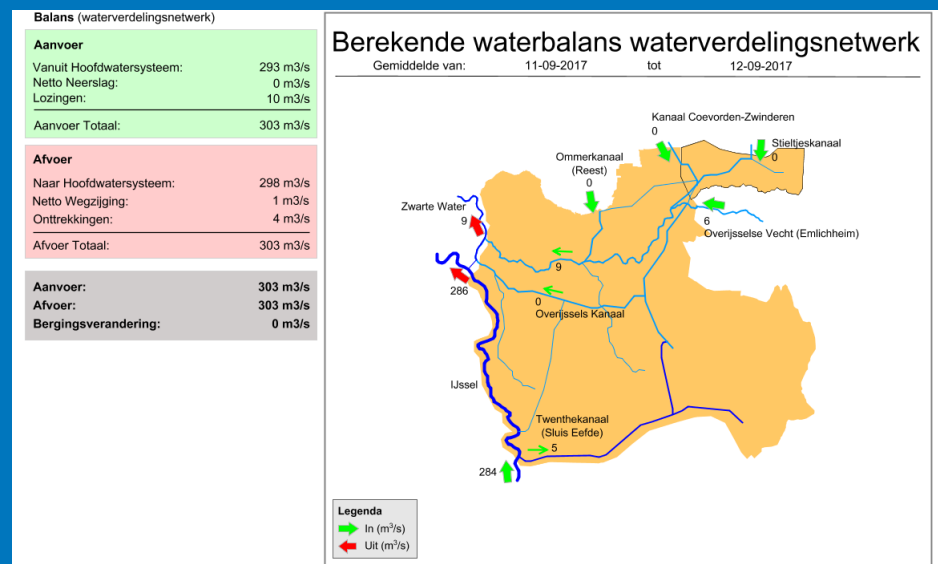 Balans (waterverdelingsnetwerk)
Aanvoer
Vanuit Hoofdwatersysteem: 293 m3/s
Netto Neerslag: 0 m3/s
Lozingen: 10 m3/s
Aanvoer Totaal: 303 m3/s
Afvoer
Naar Hoofdwatersysteem: 298 m3/s
Netto Wegzijging: 1 m3/s
Onttrekkingen: 4 m3/s
Afvoer Totaal: 303 m3/s
Aanvoer: 303 m3/s
Afvoer: 303 m3/s
Bergingsverandering: 0 m3/s
Berekende waterbalans waterverdelingsnetwerk
Gemiddelde van: 11-09-2017 tot 12-09-2017
Kanaal Coevorden-Zwinderen
0
Stieltjeskanaal
0
Ommerkanaal
(Reest)
0
Zwarte Water
9
6
Overijsselse Vecht (Emlichheim)
9
286
0
Overijssels Kanaal
IJssel
Twenthekanaal
(Sluis Eefde)
5
284
Legenda
In (m³/s)
Uit (m³/s)